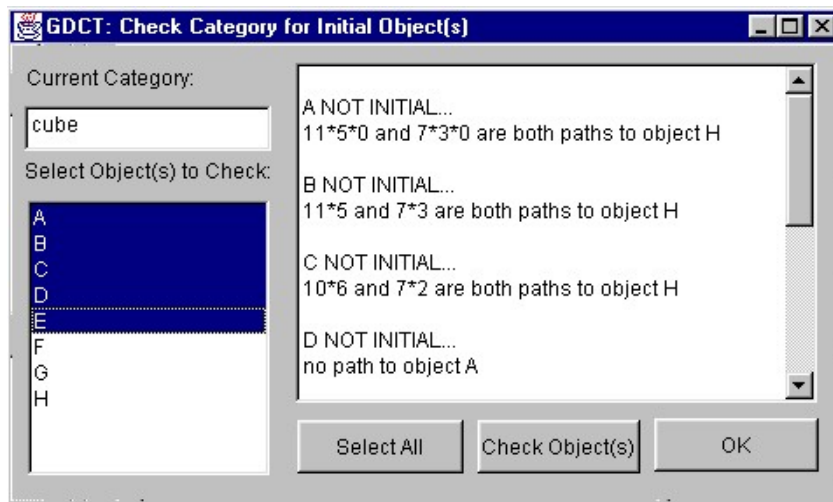 GDCT: Check Category for Initial Object(s)
Current Category:
cube
Select Object(s) to Check:
A
B
C
D
E
F
G
H
A NOT INITIAL...
11*5*0 and 7*3*0 are both paths to object H
B NOT INITIAL...
11*5 and 7*3 are both paths to object H
C NOT INITIAL...
10*6 and 7*2 are both paths to object H
D NOT INITIAL...
no path to object A
Select All
Check Object(s)
OK